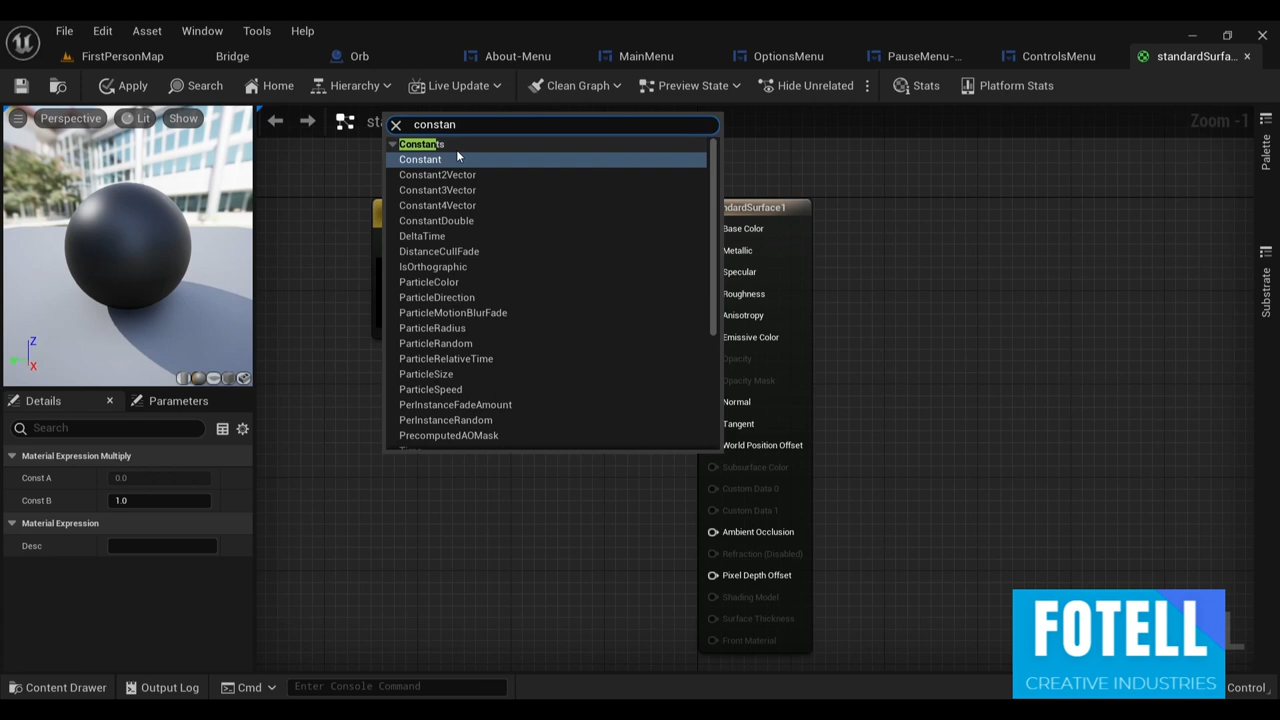 File Edit Asset Window Tools Help
FirstPersonMap Bridge Orb About-Menu MainMenu OptionsMenu PauseMenu-... ControlsMenu standardSurfa...
Apply Search Home Hierarchy Live Update Clean Graph Preview State Hide Unrelated Stats Platform Stats
Perspective Lit Show
sta
Zoom -1
constan
Constants
Constant
Constant2Vector
Constant3Vector
Constant4Vector
ConstantDouble
DeltaTime
DistanceCullFade
IsOrthographic
ParticleColor
ParticleDirection
ParticleMotionBlurFade
ParticleRadius
ParticleRandom
ParticleRelativeTime
ParticleSize
ParticleSpeed
PerInstanceFadeAmount
PerInstanceRandom
PrecomputedAOMask
Z
X
ndardSurface1
Base Color
Metallic
Specular
Roughness
Anisotropy
Emissive Color
Opacity
Opacity Mask
Normal
Tangent
World Position Offset
Subsurface Color
Custom Data 0
Custom Data 1
Ambient Occlusion
Refraction (Disabled)
Pixel Depth Offset
Shading Model
Surface Thickness
Front Material
Palette
Substrate
Details Parameters
Search
Material Expression Multiply
Const A 0.0
Const B 1.0
Material Expression
Desc
FOTELL
CREATIVE INDUSTRIES
Content Drawer Output Log Cmd Enter Console Command
Control